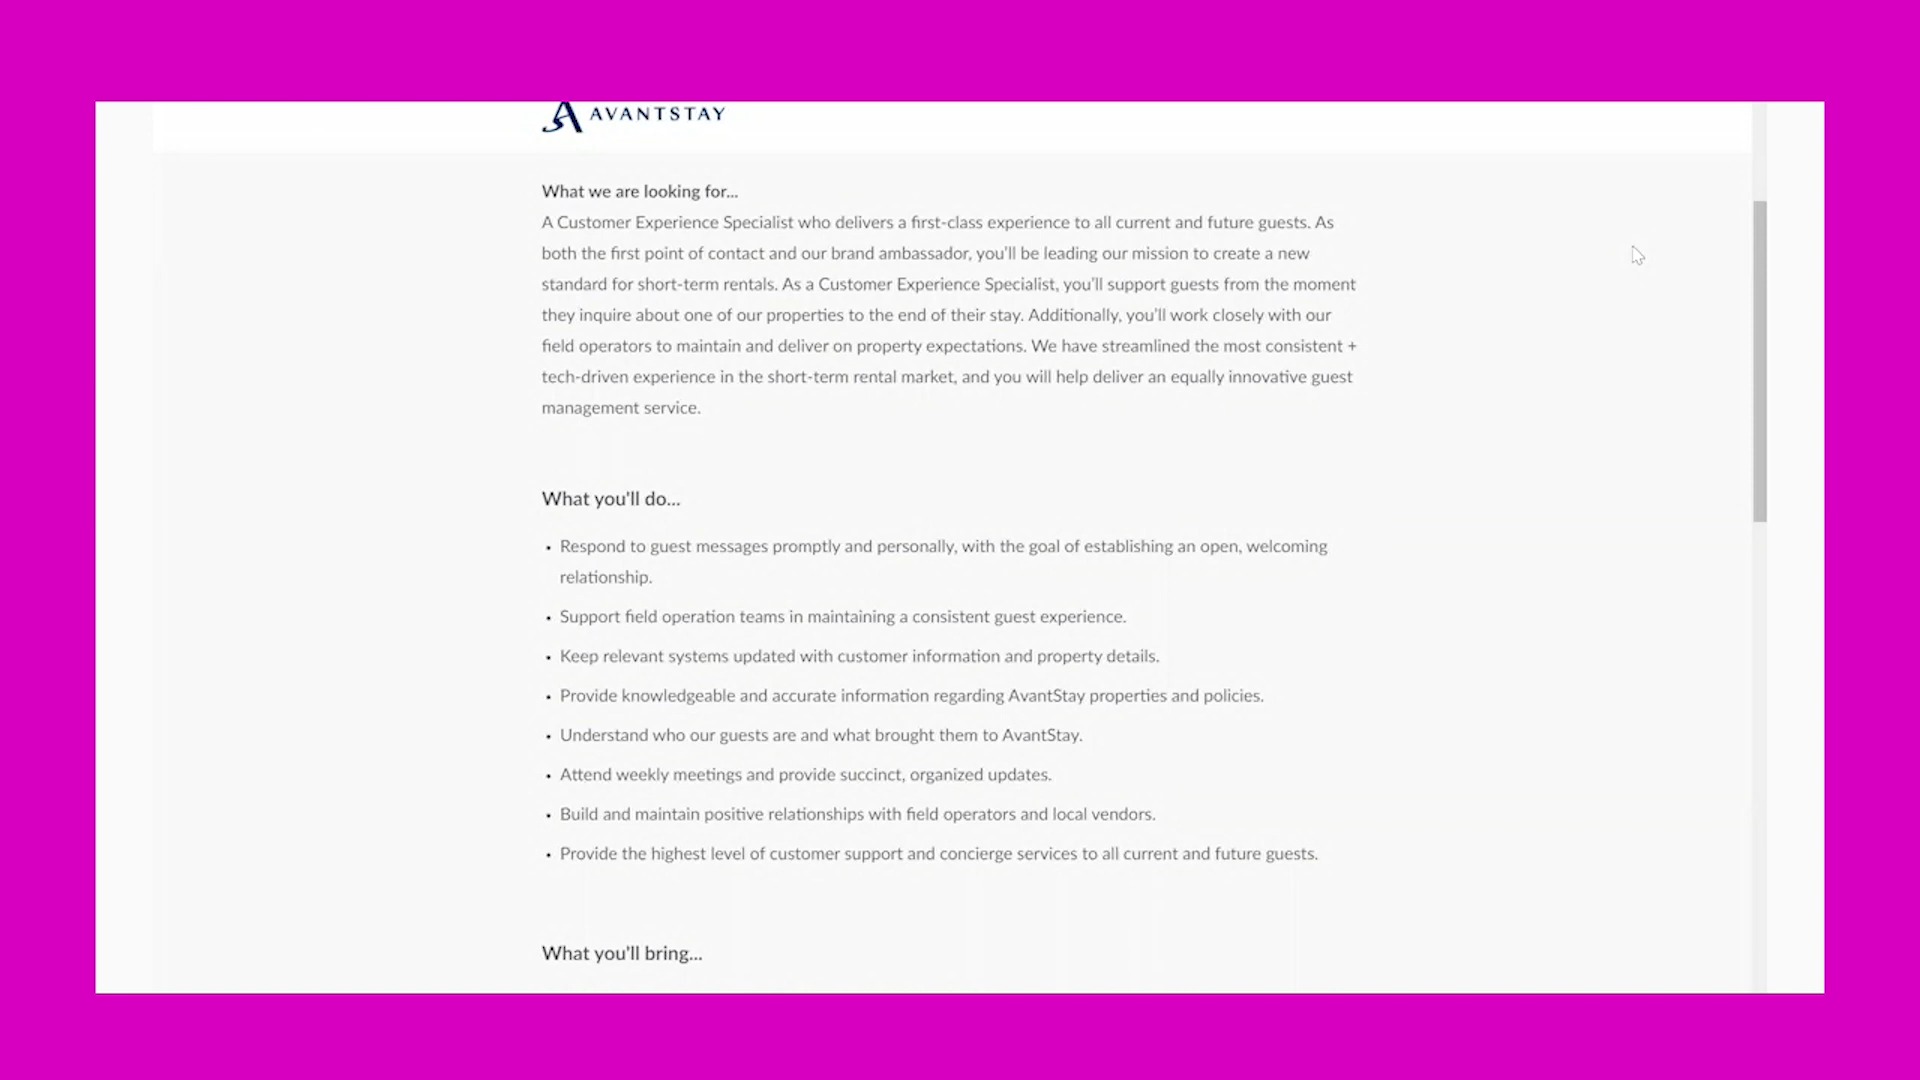 AVANTSTAY
What we are looking for...
A Customer Experience Specialist who delivers a first-class experience to all current and future guests. As
both the first point of contact and our brand ambassador, you'll be leading our mission to create a new
standard for short-term rentals. As a Customer Experience Specialist, you'll support guests from the moment
they inquire about one of our properties to the end of their stay. Additionally, you'll work closely with our
field operators to maintain and deliver on property expectations. We have streamlined the most consistent +
tech-driven experience in the short-term rental market, and you will help deliver an equally innovative guest
management service.
What you'll do...
• Respond to guest messages promptly and personally, with the goal of establishing an open, welcoming
relationship.
• Support field operation teams in maintaining a consistent guest experience.
• Keep relevant systems updated with customer information and property details.
• Provide knowledgeable and accurate information regarding AvantStay properties and policies.
• Understand who our guests are and what brought them to AvantStay.
• Attend weekly meetings and provide succinct, organized updates.
• Build and maintain positive relationships with field operators and local vendors.
• Provide the highest level of customer support and concierge services to all current and future guests.
What you'll bring...